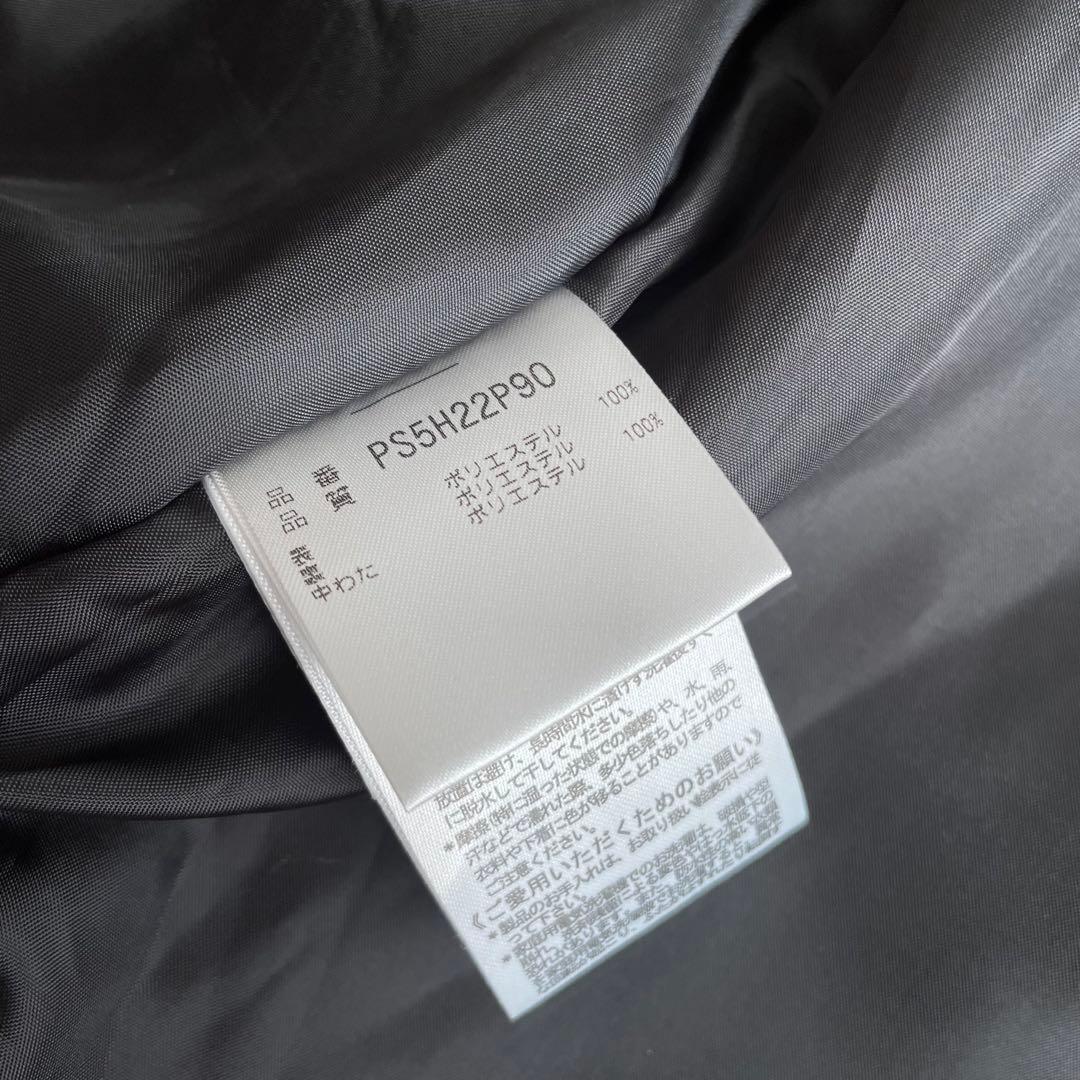 品番 PS5H22P90
品質
表 ポリエステル 100%
裏 ポリエステル 100%
中わた ポリエステル
放置は避け、長時間水に漬けず洗濯後すぐ
に脱水して干してください。
*摩擦(特に湿った状態での摩擦)や、水、雨、
汗などで濡れた際、多少色落ちしたり他の
衣料や下着に色が移ることがありますので
ご注意ください。
《ご愛用いただくためのお願い》
*製品のお手入れは、お取り扱い絵表示に従
って下さい。